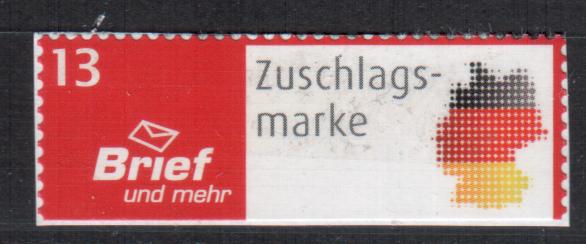 13
Zuschlags-
marke
Brief
und mehr